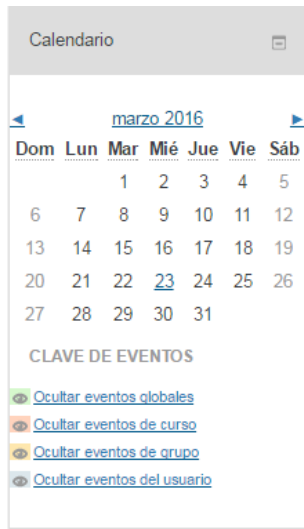 Calendario
◄ marzo 2016 ►
Dom Lun Mar Mié Jue Vie Sáb
1 2 3 4 5
6 7 8 9 10 11 12
13 14 15 16 17 18 19
20 21 22 23 24 25 26
27 28 29 30 31
CLAVE DE EVENTOS
Ocultar eventos globales
Ocultar eventos de curso
Ocultar eventos de grupo
Ocultar eventos del usuario